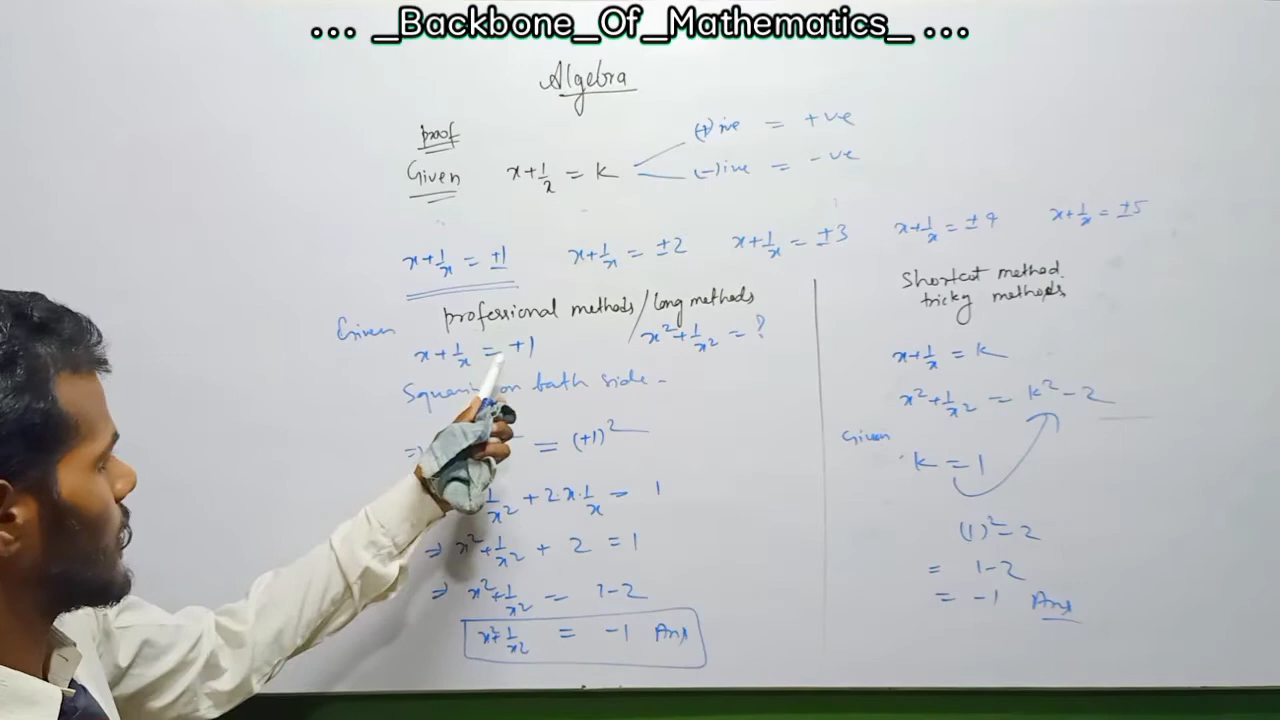 ... _Backbone_Of_Mathematics_ ...
Algebra
proof
Given x+1/x = k
(+)ive = +ve
(-)ive = -ve
x+1/x = ±1 x+1/x = ±2 x+1/x = ±3 x+1/x = ±4 x+1/x = ±5
professional methods/long methods
Given
x+1/x = +1 x²+1/x² = ?
on bath side -
⇒ = (+1)²
1/x² + 2.x.1/x = 1
⇒ x²+1/x² + 2 = 1
⇒ x²+1/x² = 1-2
x²+1/x² = -1 Ans
Shortcut method
tricky methods
x+1/x = k
x²+1/x² = k²-2
Given
k = 1
(1)²-2
= 1-2
= -1 Ans